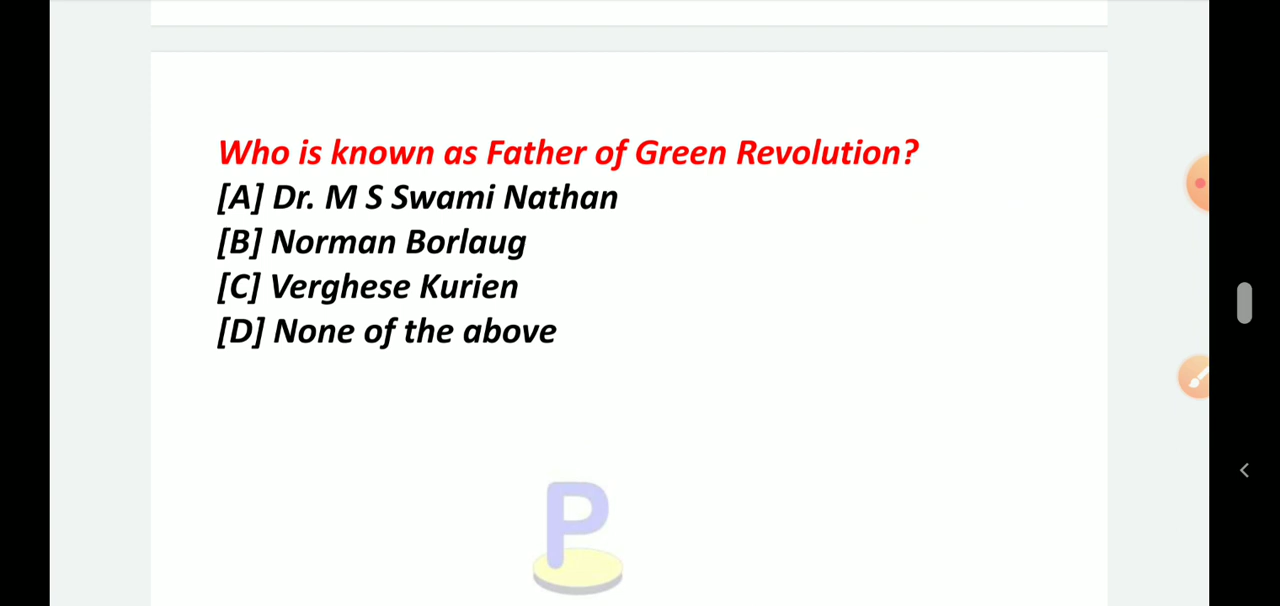 Who is known as Father of Green Revolution?
[A] Dr. M S Swami Nathan
[B] Norman Borlaug
[C] Verghese Kurien
[D] None of the above
P